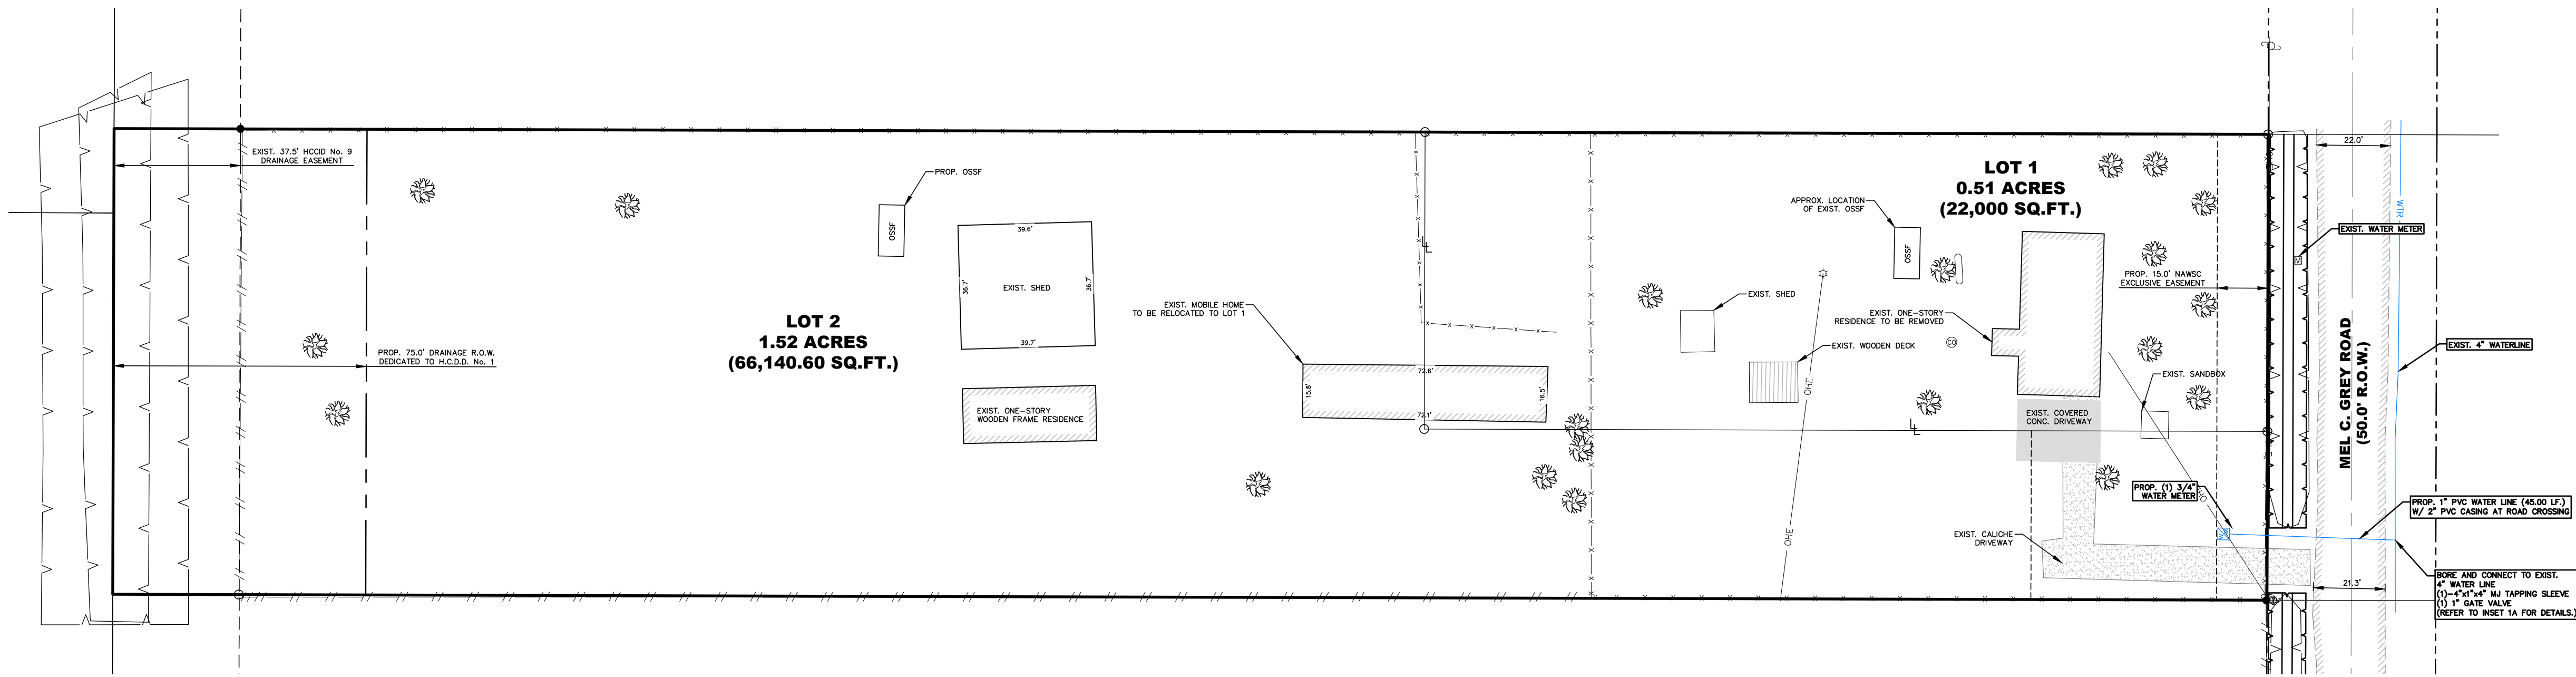 EXIST. 37.5' HCCID No. 9
DRAINAGE EASEMENT
PROP. 75.0' DRAINAGE R.O.W.
DEDICATED TO H.C.D.D. No. 1
LOT 2
1.52 ACRES
(66,140.60 SQ.FT.)
PROP. OSSF
OSSF
39.6'
36.7'
EXIST. SHED
36.7'
39.7'
EXIST. ONE-STORY
WOODEN FRAME RESIDENCE
EXIST. MOBILE HOME
TO BE RELOCATED TO LOT 1
72.6'
15.8'
16.5'
72.1'
LOT 1
0.51 ACRES
(22,000 SQ.FT.)
APPROX. LOCATION
OF EXIST. OSSF
OSSF
EXIST. SHED
EXIST. WOODEN DECK
OHE
OHE
EXIST. ONE-STORY
RESIDENCE TO BE REMOVED
CO
PROP. 15.0' NAWSC
EXCLUSIVE EASEMENT
EXIST. SANDBOX
EXIST. COVERED
CONC. DRIVEWAY
EXIST. CALICHE
DRIVEWAY
PROP. (1) 3/4"
WATER METER
22.0'
WTR
EXIST. WATER METER
EXIST. 4" WATERLINE
MEL C. GREY ROAD
(50.0' R.O.W.)
PROP. 1" PVC WATER LINE (45.00 LF.)
W/ 2" PVC CASING AT ROAD CROSSING
21.3'
BORE AND CONNECT TO EXIST.
4" WATER LINE
(1)-4"x1"x4" MJ TAPPING SLEEVE
(1) 1" GATE VALVE
(REFER TO INSET 1A FOR DETAILS.)